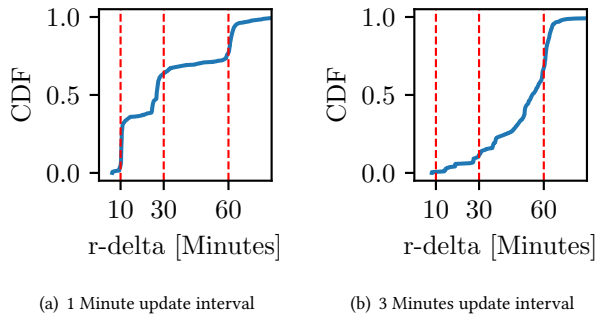 1.0
0.5
0.0
CDF
10 30 60
r-delta [Minutes]
(a) 1 Minute update interval
1.0
0.5
0.0
CDF
10 30 60
r-delta [Minutes]
(b) 3 Minutes update interval